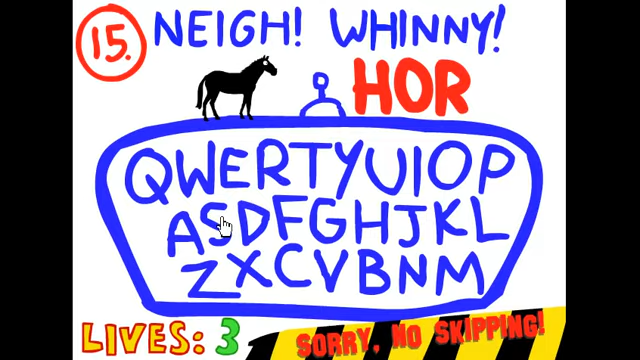 15. NEIGH! WHINNY!
HOR
QWERTYUIOP
ASDFGHJKL
ZXCVBNM
LIVES: 3
SORRY, NO SKIPPING!